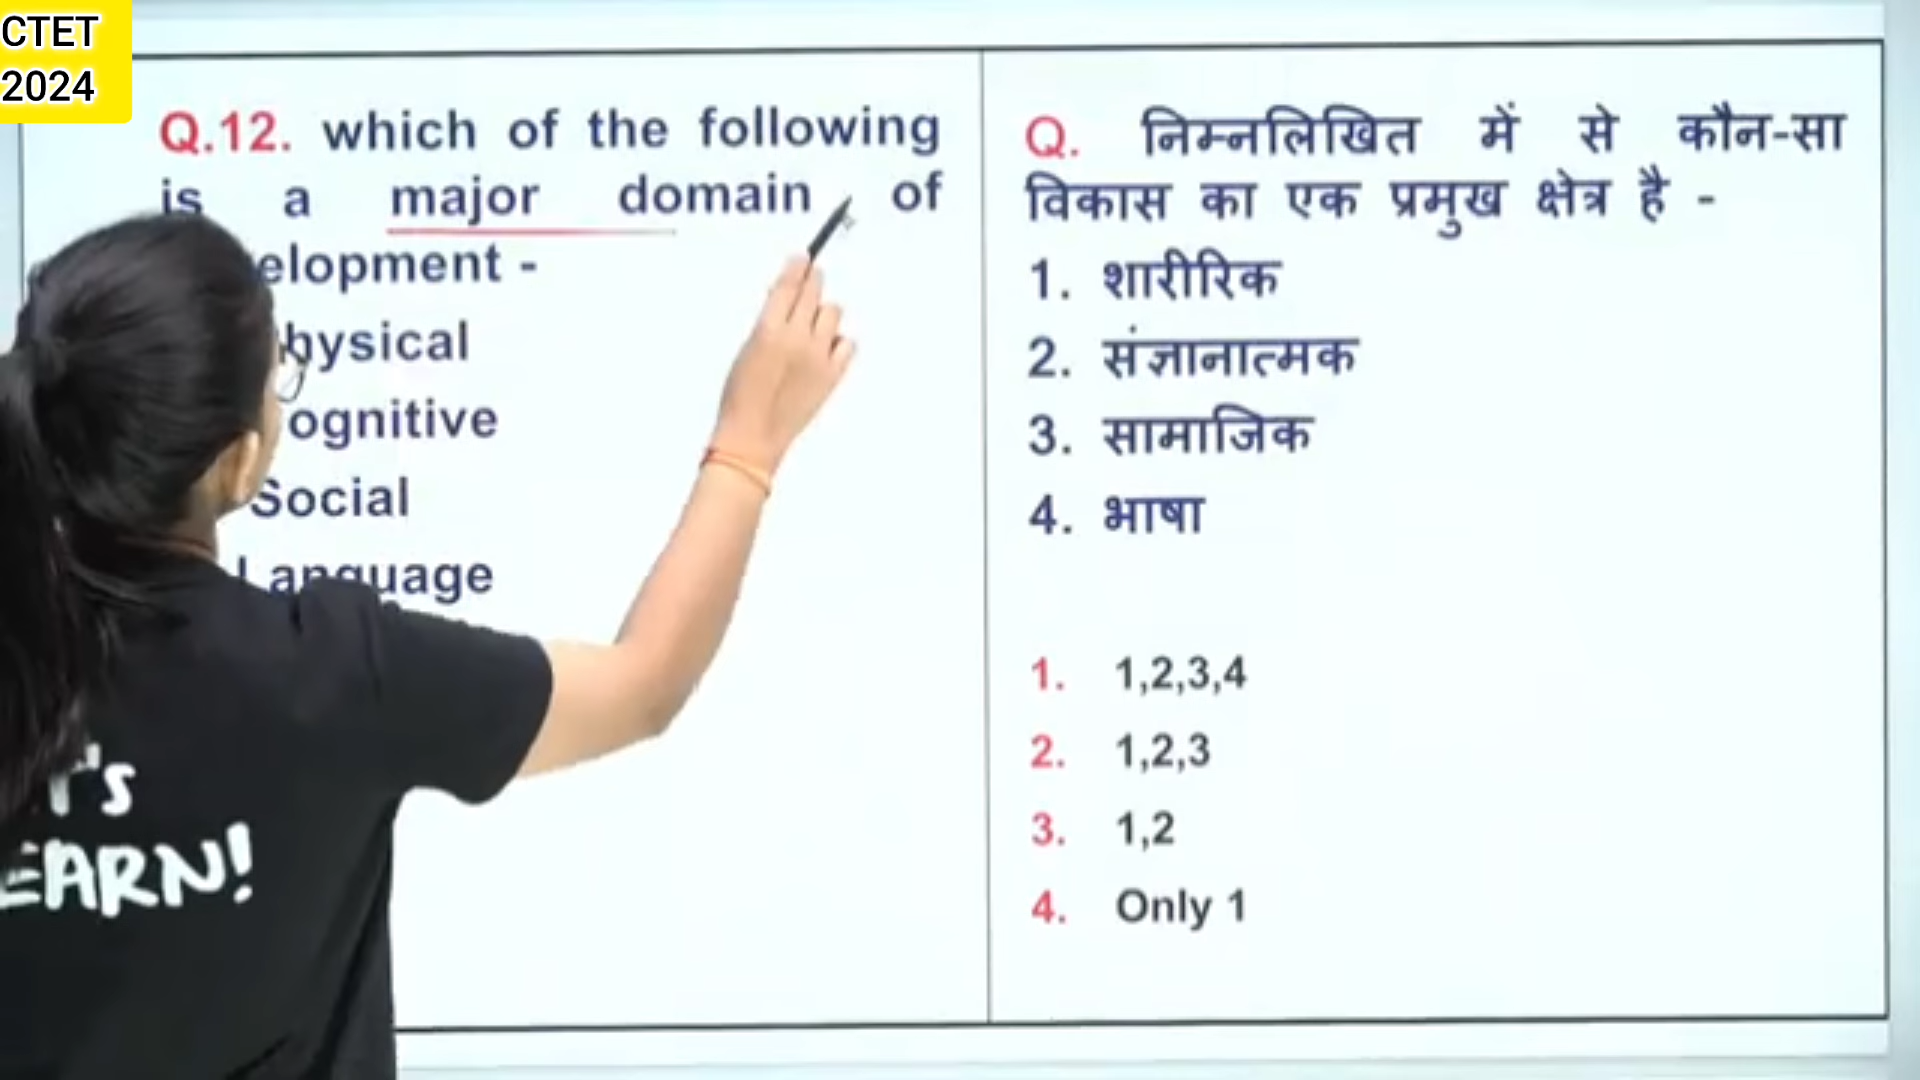 CTET
2024
Q.12. which of the following
is a major domain of
elopment -
hysical
ognitive
Social
Language
Q. निम्नलिखित में से कौन-सा
विकास का एक प्रमुख क्षेत्र है -
1. शारीरिक
2. संज्ञानात्मक
3. सामाजिक
4. भाषा
1. 1,2,3,4
2. 1,2,3
3. 1,2
4. Only 1
T's
EARN!